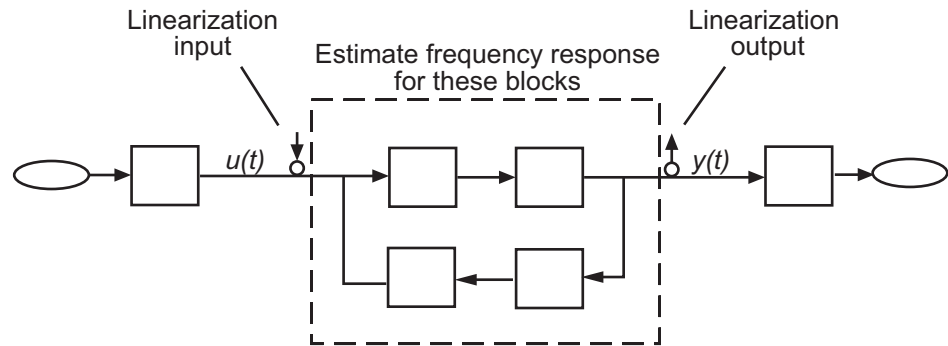 Linearization
input
Estimate frequency response
for these blocks
Linearization
output
u(t)
y(t)